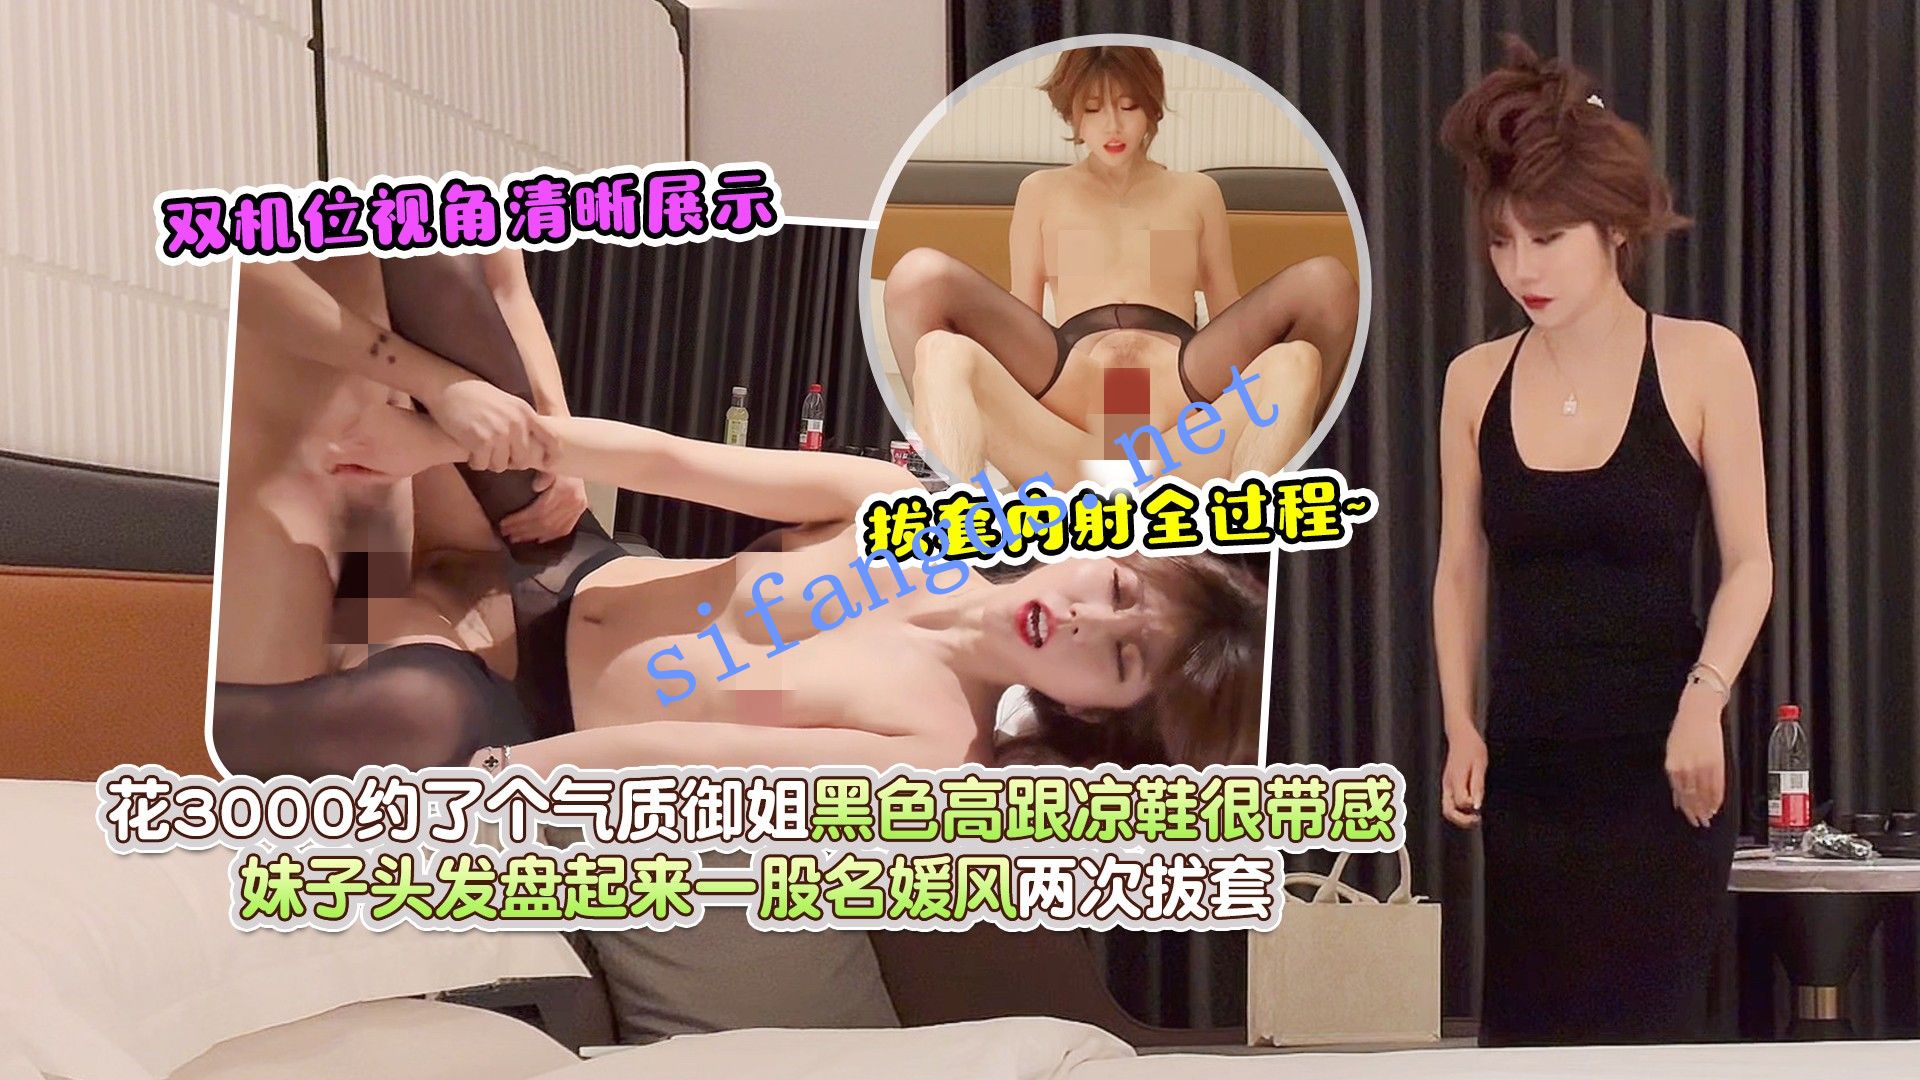 双机位视角清晰展示
拔套内射全过程~
sifangds.net
花3000约了个气质御姐黑色高跟凉鞋很带感
妹子头发盘起来一股名媛风两次拔套